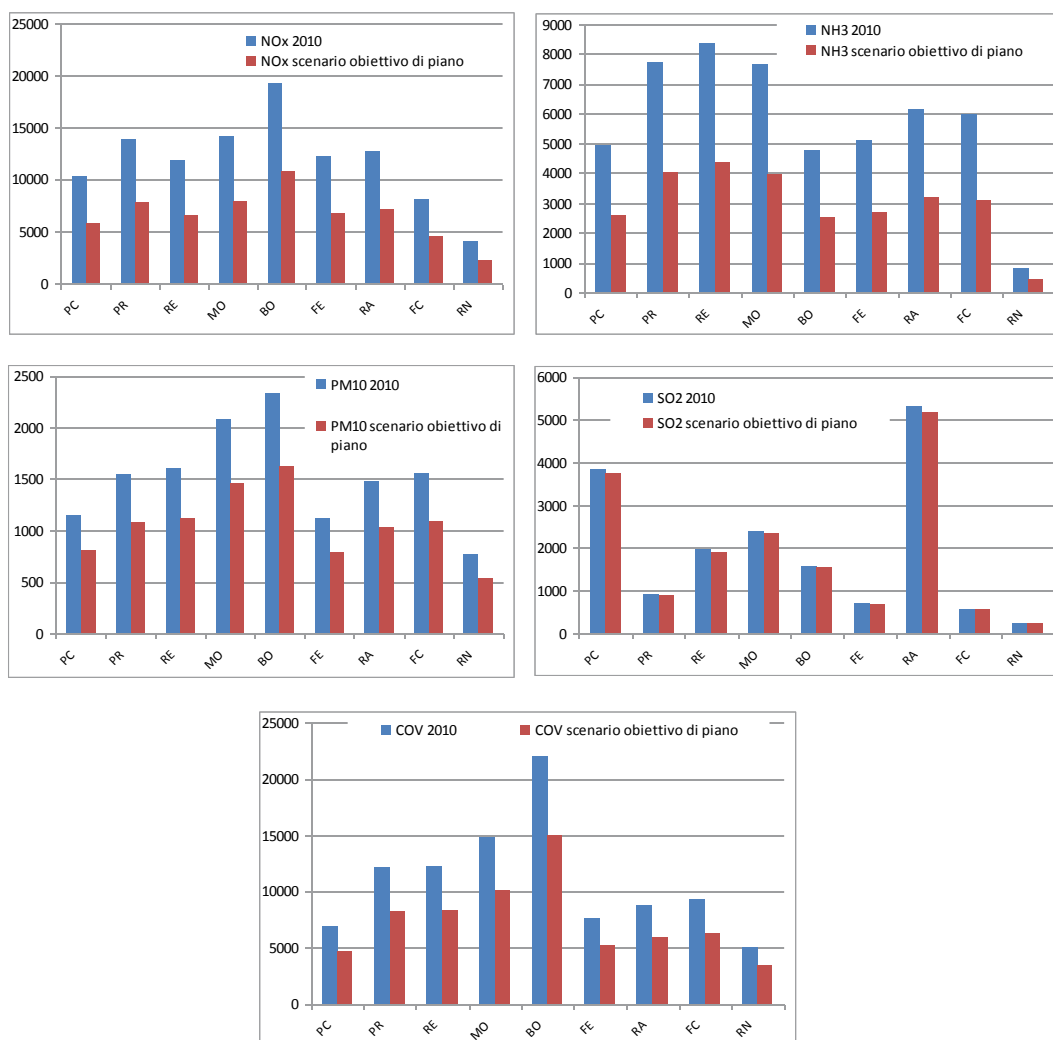 25000
20000
15000
10000
5000
0
NOx 2010
NOx scenario obiettivo di piano
PC
PR
RE
MO
BO
FE
RA
FC
RN
9000
8000
7000
6000
5000
4000
3000
2000
1000
0
NH3 2010
NH3 scenario obiettivo di piano
PC
PR
RE
MO
BO
FE
RA
FC
RN
2500
2000
1500
1000
500
0
PM10 2010
PM10 scenario obiettivo di
piano
PC
PR
RE
MO
BO
FE
RA
FC
RN
6000
5000
4000
3000
2000
1000
0
SO2 2010
SO2 scenario obiettivo di piano
PC
PR
RE
MO
BO
FE
RA
FC
RN
25000
20000
15000
10000
5000
0
COV 2010
COV scenario obiettivo di piano
PC
PR
RE
MO
BO
FE
RA
FC
RN